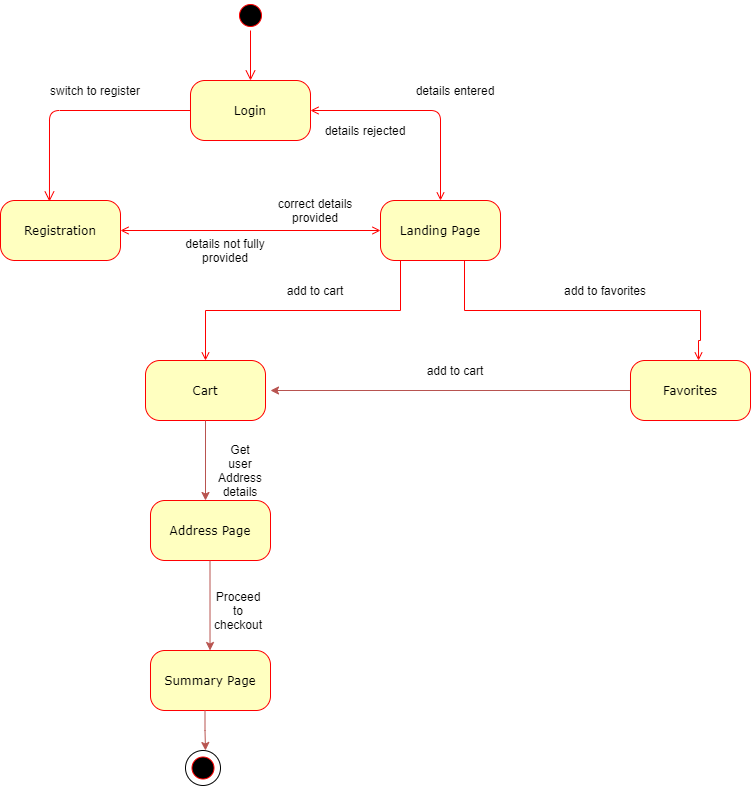 switch to register
details entered
Login
details rejected
correct details
provided
Registration
Landing Page
details not fully
provided
add to cart
add to favorites
add to cart
Cart
Favorites
Get
user
Address
details
Address Page
Proceed
to
checkout
Summary Page